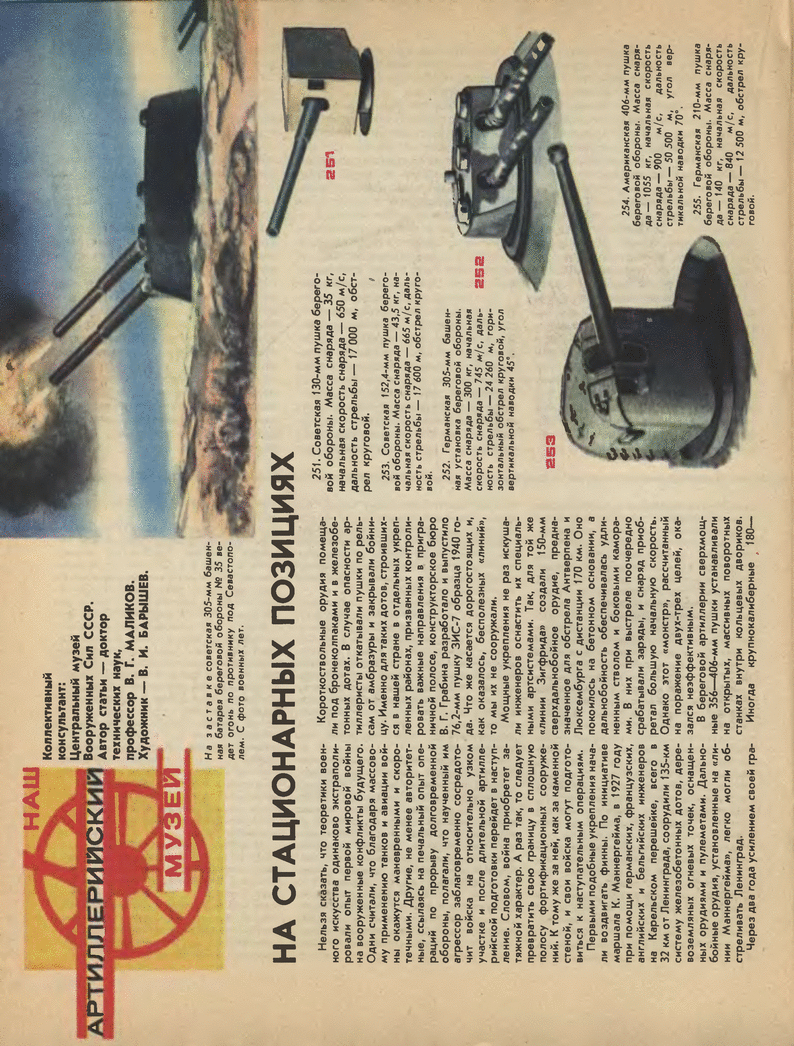 НАШ
АРТИЛЛЕРИЙСКИЙ
МУЗЕЙ
Коллективный
консультант:
Центральный музей
Вооруженных Сил СССР.
Автор статьи — доктор
технических наук,
профессор В. Г. МАЛИКОВ.
Художник — В. И. БАРЫШЕВ.
На заставке советская 305-мм башен-
ная батарея береговой обороны № 35 ве-
дет огонь по противнику под Севастопо-
лем. С фото военных лет.
НА СТАЦИОНАРНЫХ ПОЗИЦИЯХ
Нельзя сказать, что теоретики воен-
ного искусства одинаково экстраполи-
ровали опыт первой мировой войны
на вооруженные конфликты будущего.
Одни считали, что благодаря массово-
му применению танков и авиации вой-
ны окажутся маневренными и скоро-
течными. Другие, не менее авторитет-
ные, ссылаясь на печальный опыт опе-
раций по прорыву долговременной
обороны, полагали, что наученный им
агрессор заблаговременно сосредото-
чит войска на относительно узком
участке и после длительной артилле-
рийской подготовки перейдет в наступ-
ление. Словом, война приобретет за-
тяжной характер. А раз так, то следует
превратить свою границу в сплошную
полосу фортификационных сооруже-
ний. К тому же за ней, как за каменной
стеной, и свои войска могут подгото-
виться к наступательным операциям.
Первыми подобные укрепления нача-
ли воздвигать финны. По инициативе
маршала К. Маннергейма, в 1927 году
при помощи германских, французских,
английских и бельгийских инженеров
на Карельском перешейке, всего в
32 км от Ленинграда, соорудили 135-км
систему железобетонных дотов, дере-
воземляных огневых точек, оснащен-
ных орудиями и пулеметами. Дально-
бойные орудия, установленные на «ли-
нии Маннергейма», легко могли об-
стреливать Ленинград.
Через два года усилением своей гра-
Короткоствольные орудия помеща-
ли под бронеколпаками и в железобе-
тонных дотах. В случае опасности ар-
тиллеристы откатывали пушки по рель-
сам от амбразуры и закрывали бойни-
цу. Именно для таких дотов, строивших-
ся в нашей стране в отдельных укреп-
ленных районах, призванных контроли-
ровать важные направления в пригра-
ничной полосе, конструкторское бюро
В. Г. Грабина разработало и выпустило
76,2-мм пушку ЗИС-7 образца 1940 го-
да. Что же касается дорогостоящих и,
как оказалось, бесполезных «линий»,
то мы их не сооружали.
Мощные укрепления не раз искуша-
ли инженеров оснастить их специаль-
ными артсистемами. Так, для той же
«линии Зигфрида» создали 150-мм
сверхдальнобойное орудие, предна-
значенное для обстрела Антверпена и
Люксембурга с дистанции 170 км. Оно
покоилось на бетонном основании, а
дальнобойность обеспечивалась удли-
ненным стволом и боковыми камора-
ми. В них при выстреле поочередно
срабатывали заряды, и снаряд приоб-
ретал большую начальную скорость.
Однако этот «монстр», рассчитанный
на поражение двух-трех целей, ока-
зался неэффективным.
В береговой артиллерии сверхмощ-
ные 356—406-мм пушки устанавливали
на открытых, массивных поворотных
станках внутри кольцевых двориков.
Иногда крупнокалиберные, 180—
251. Советская 130-мм пушка берего-
вой обороны. Масса снаряда — 35 кг,
начальная скорость снаряда — 650 м/с,
дальность стрельбы — 17 000 м, обст-
рел круговой.
253. Советская 152,4-мм пушка берего-
вой обороны. Масса снаряда — 43,5 кг, на-
чальная скорость снаряда — 665 м/с, даль-
ность стрельбы — 17 600 м, обстрел круго-
вой.
252. Германская 305-мм башен-
ная установка береговой обороны.
Масса снаряда — 300 кг, начальная
скорость снаряда — 745 м/с, даль-
ность стрельбы — 24 260 м, гори-
зонтальный обстрел круговой, угол
вертикальной наводки 45°.
251
252
253
254. Американская 406-мм пушка
береговой обороны. Масса снаря-
да — 1055 кг, начальная скорость
снаряда — 900 м/с, дальность
стрельбы — 50 500 м, угол вер-
тикальной наводки 70°.
255. Германская 210-мм пушка
береговой обороны. Масса снаря-
да — 140 кг, начальная скорость
снаряда — 840 м/с, дальность
стрельбы — 12 500 м, обстрел кру-
говой.